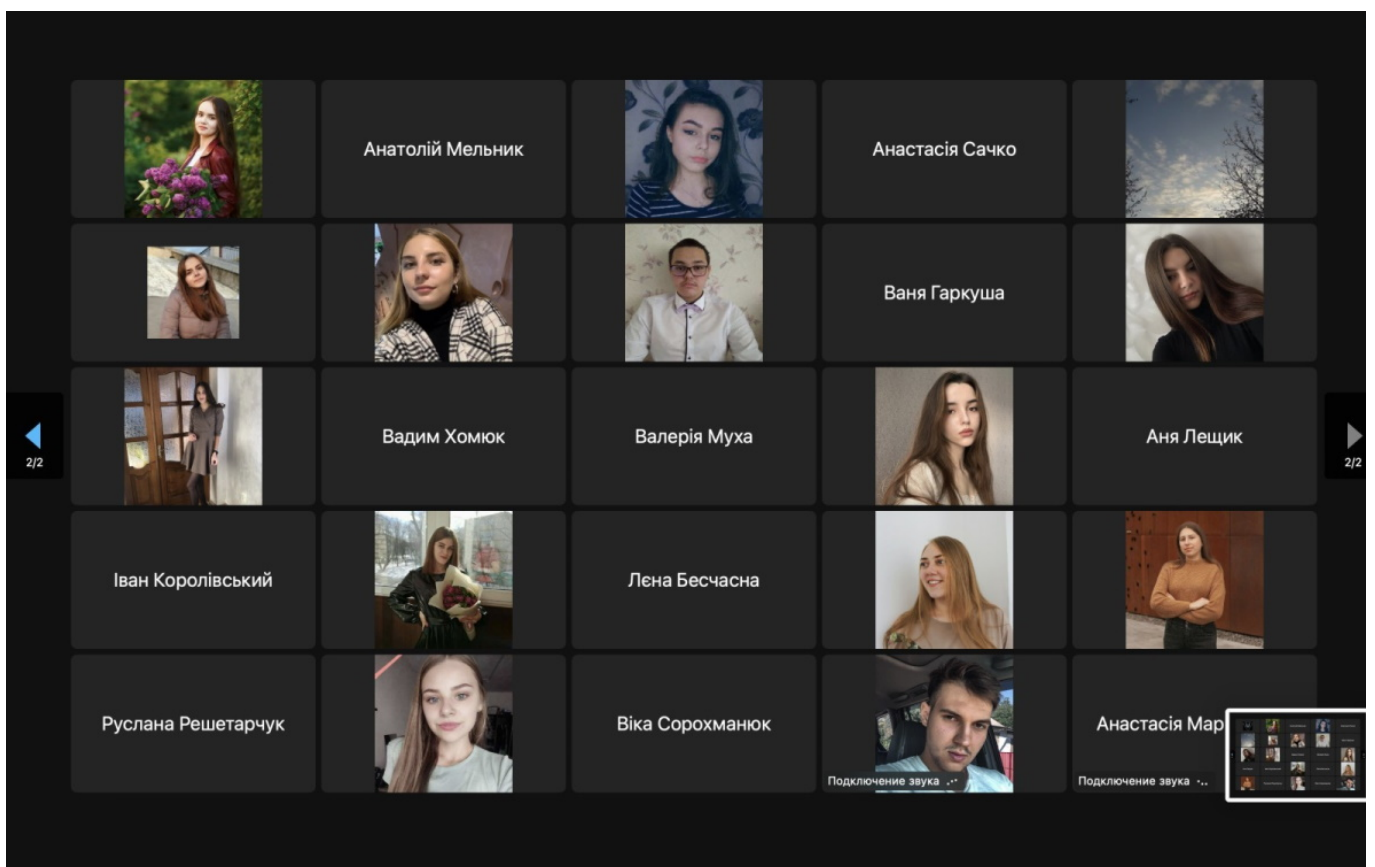 Анатолій Мельник
Анастасія Сачко
Ваня Гаркуша
Вадим Хомюк
Валерія Муха
Аня Лещик
2/2
2/2
Іван Королівський
Лєна Бесчасна
Руслана Решетарчук
Віка Сорохманюк
Анастасія Мар
Подключение звука ...
Подключение звука ...